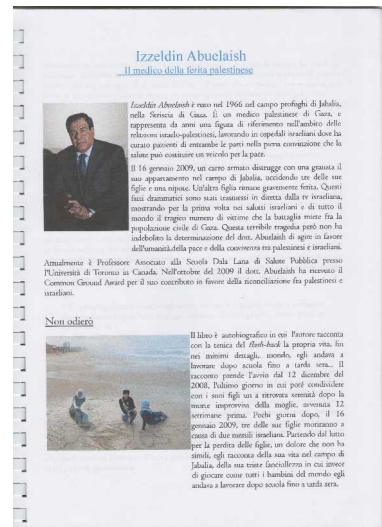 Izzeldin Abuelaish
Il medico della ferita palestinese
Izzeldin Abuelaish è nato nel 1966 nel campo profughi di Jabalia,
nella Striscia di Gaza. È un medico palestinese di Gaza, e
rappresenta da anni una figura di riferimento nell'ambito delle
relazioni israelo-palestinesi, lavorando in ospedali israeliani dove ha
curato pazienti di entrambe le parti nella piena convinzione che la
salute può costituire un veicolo per la pace.
Il 16 gennaio 2009, un carro armato distrugge con una granata il
suo appartamento nel campo di Jabalia, uccidendo tre delle sue
figlie e una nipote. Un'altra figlia rimane gravemente ferita. Questi
fatti drammatici sono stati trasmessi in diretta dalla tv israeliana,
mostrando per la prima volta nei salotti israeliani e di tutto il
mondo il tragico numero di vittime che la battaglia miete fra la
popolazione civile di Gaza. Questa terribile tragedia però non ha
indebolito la determinazione del dott. Abuelaish di agire in favore
dell'umanità,della pace e della convivenza tra palestinesi e israeliani.
Attualmente è Professore Associato alla Scuola Dala Lana di Salute Pubblica presso
l'Università di Toronto in Canada. Nell'ottobre del 2009 il dott. Abuelaish ha ricevuto il
Common Ground Award per il suo contributo in favore della riconciliazione fra palestinesi e
israeliani.
Non odierò
Il libro è autobiografico in cui l'autore racconta
con la tenica del flash-back la propria vita, fin
nei minimi dettagli, mondo, egli andava a
lavorare dopo scuola fino a tarda sera... Il
racconto prende l'avvio dal 12 dicembre del
2008, l'ultimo giorno in cui poté condividere
con i suoi figli un a ritrovata serenità dopo la
morte improvvisa della moglie, avvenuta 12
settimane prima. Pochi giorni dopo, il 16
gennaio 2009, tre delle sue figlie moriranno a
causa di due missili israeliani. Partendo dal lutto
per la perdita delle figlie, un dolore che non ha
simili, egli racconta della sua vita nel campo di
Jabalia, della sua triste fanciullezza in cui invece
di giocare come tutti i bambini del mondo egli
andava a lavorare dopo scuola fino a tarda sera.